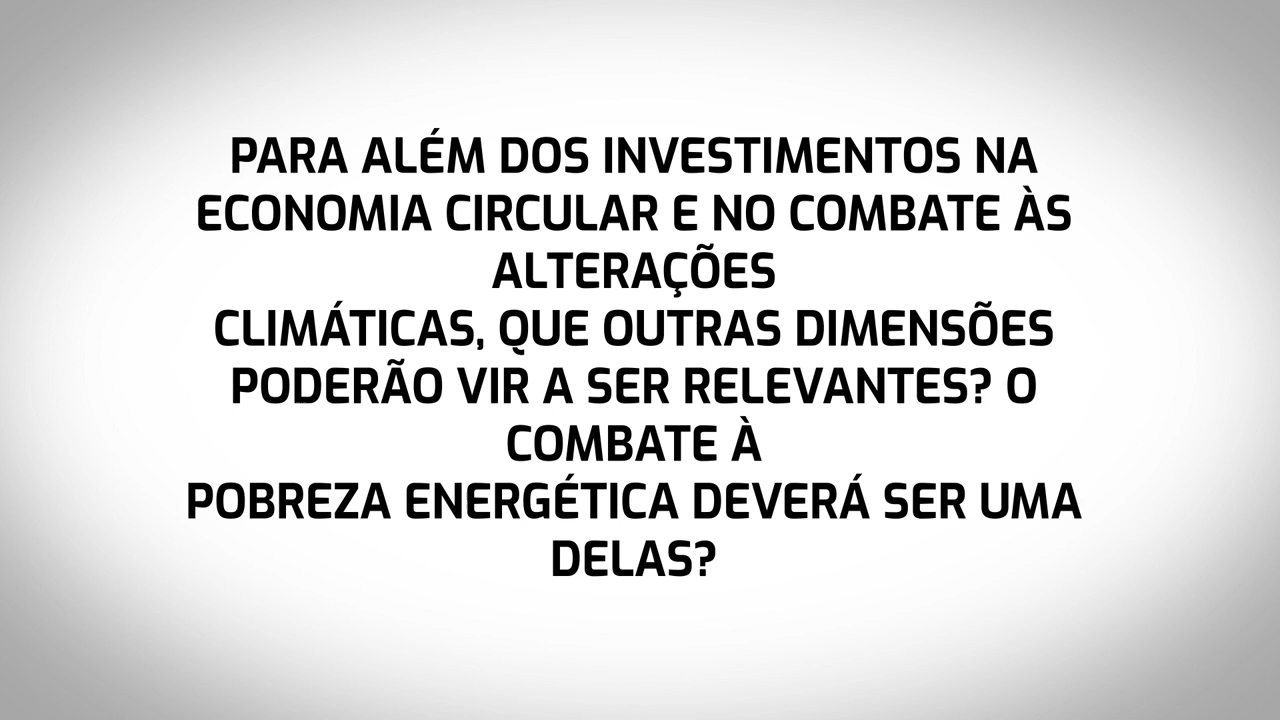 PARA ALÉM DOS INVESTIMENTOS NA
ECONOMIA CIRCULAR E NO COMBATE ÀS
ALTERAÇÕES
CLIMÁTICAS, QUE OUTRAS DIMENSÕES
PODERÃO VIR A SER RELEVANTES? O
COMBATE À
POBREZA ENERGÉTICA DEVERÁ SER UMA
DELAS?